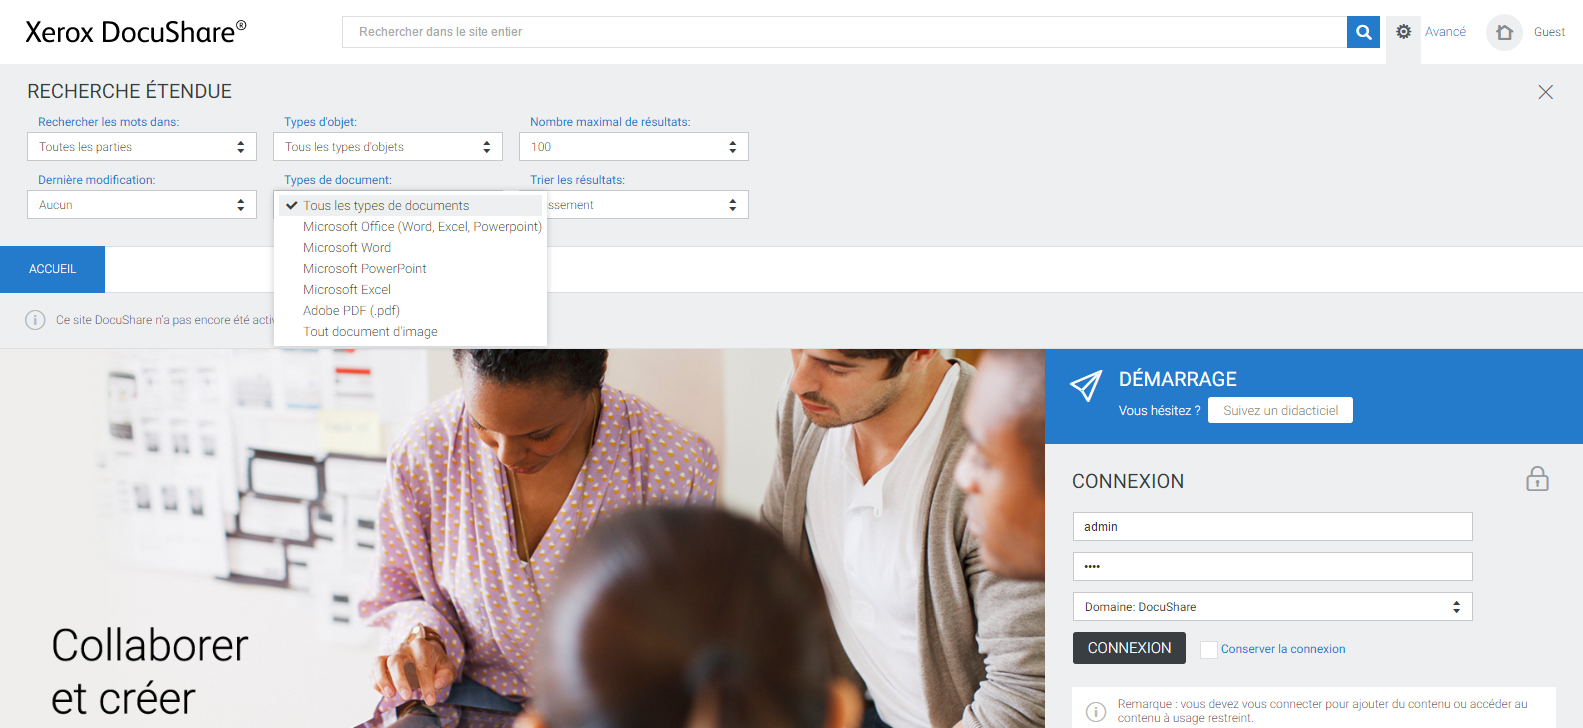 Xerox DocuShare®
Rechercher dans le site entier
Avancé
Guest
RECHERCHE ÉTENDUE
Rechercher les mots dans:
Types d'objet:
Nombre maximal de résultats:
Toutes les parties
Tous les types d'objets
100
Dernière modification:
Types de document:
Trier les résultats:
Aucun
ssement
Tous les types de documents
Microsoft Office (Word, Excel, Powerpoint)
Microsoft Word
Microsoft PowerPoint
Microsoft Excel
Adobe PDF (.pdf)
Tout document d'image
ACCUEIL
Ce site DocuShare n'a pas encore été activ
DÉMARRAGE
Vous hésitez ?
Suivez un didacticiel
CONNEXION
admin
••••
Domaine: DocuShare
CONNEXION
Conserver la connexion
Remarque : vous devez vous connecter pour ajouter du contenu ou accéder au
contenu à usage restreint.
Collaborer
et créer